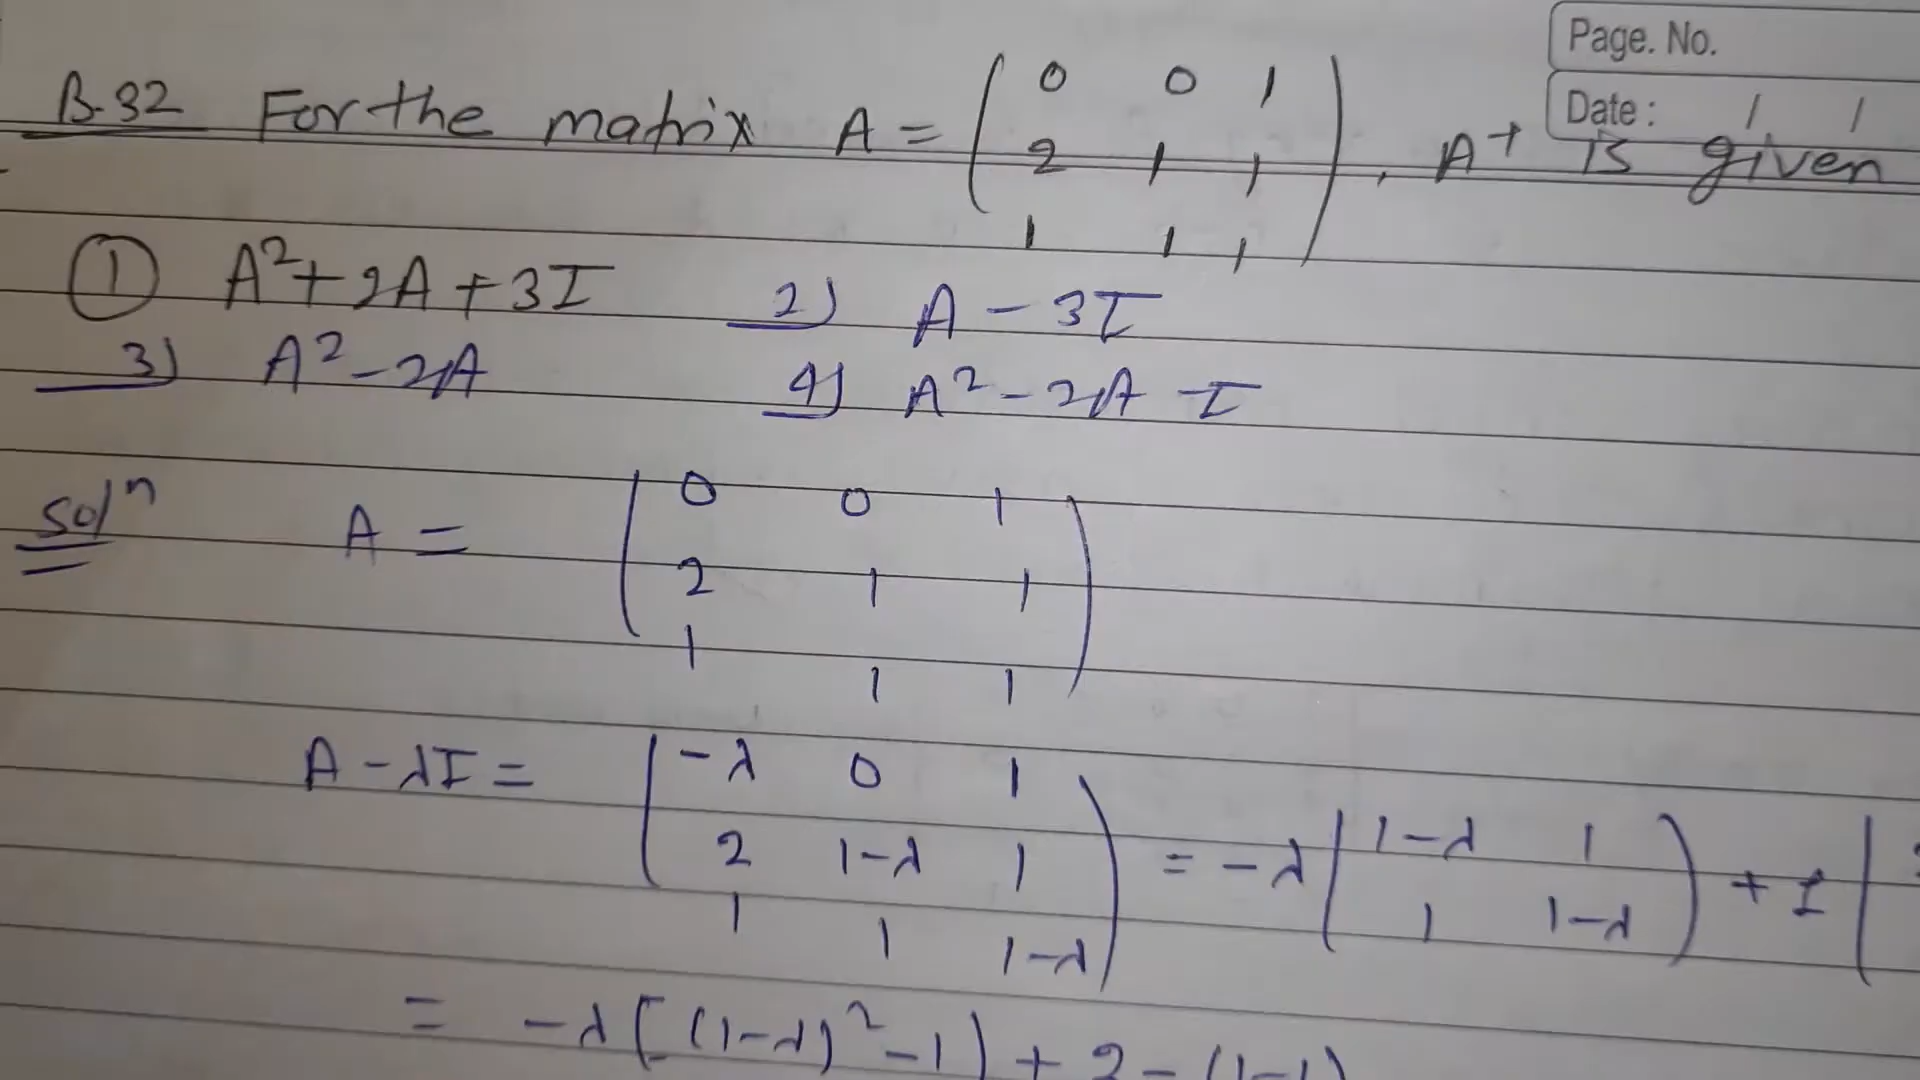 Page. No.
Date: / /
B-32 For the matrix A = ( 0 0 1 , A+ is given
2 1 1
1 1 1 )
① A²+2A+3I 2) A-3I
3) A²-2A 4) A²-2A-I
Solⁿ A = ( 0 0 1
2 1 1
1 1 1 )
A-λI = ( -λ 0 1
2 1-λ 1 = -λ | 1-λ 1 + 1 |
1 1 1-λ ) 1 1-λ )
= -λ[(1-λ)²-1) + 2-(1-λ)